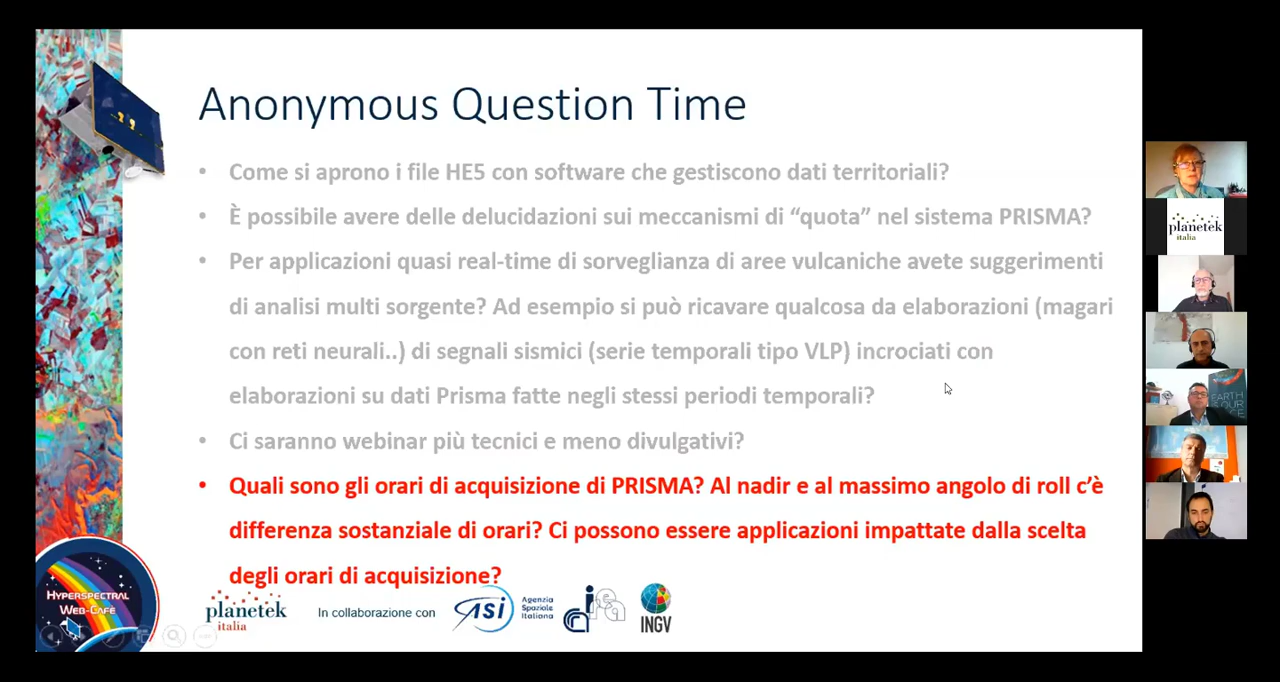 Anonymous Question Time
• Come si aprono i file HE5 con software che gestiscono dati territoriali?
• È possibile avere delle delucidazioni sui meccanismi di “quota” nel sistema PRISMA?
• Per applicazioni quasi real-time di sorveglianza di aree vulcaniche avete suggerimenti
di analisi multi sorgente? Ad esempio si può ricavare qualcosa da elaborazioni (magari
con reti neurali..) di segnali sismici (serie temporali tipo VLP) incrociati con
elaborazioni su dati Prisma fatte negli stessi periodi temporali?
• Ci saranno webinar più tecnici e meno divulgativi?
• Quali sono gli orari di acquisizione di PRISMA? Al nadir e al massimo angolo di roll c’è
differenza sostanziale di orari? Ci possono essere applicazioni impattate dalla scelta
degli orari di acquisizione?
HYPERSPECTRAL
WEB-CAFÈ
planetek
italia
In collaborazione con
ASI
Agenzia
Spaziale
Italiana
INGV
planetek
italia
EARTH